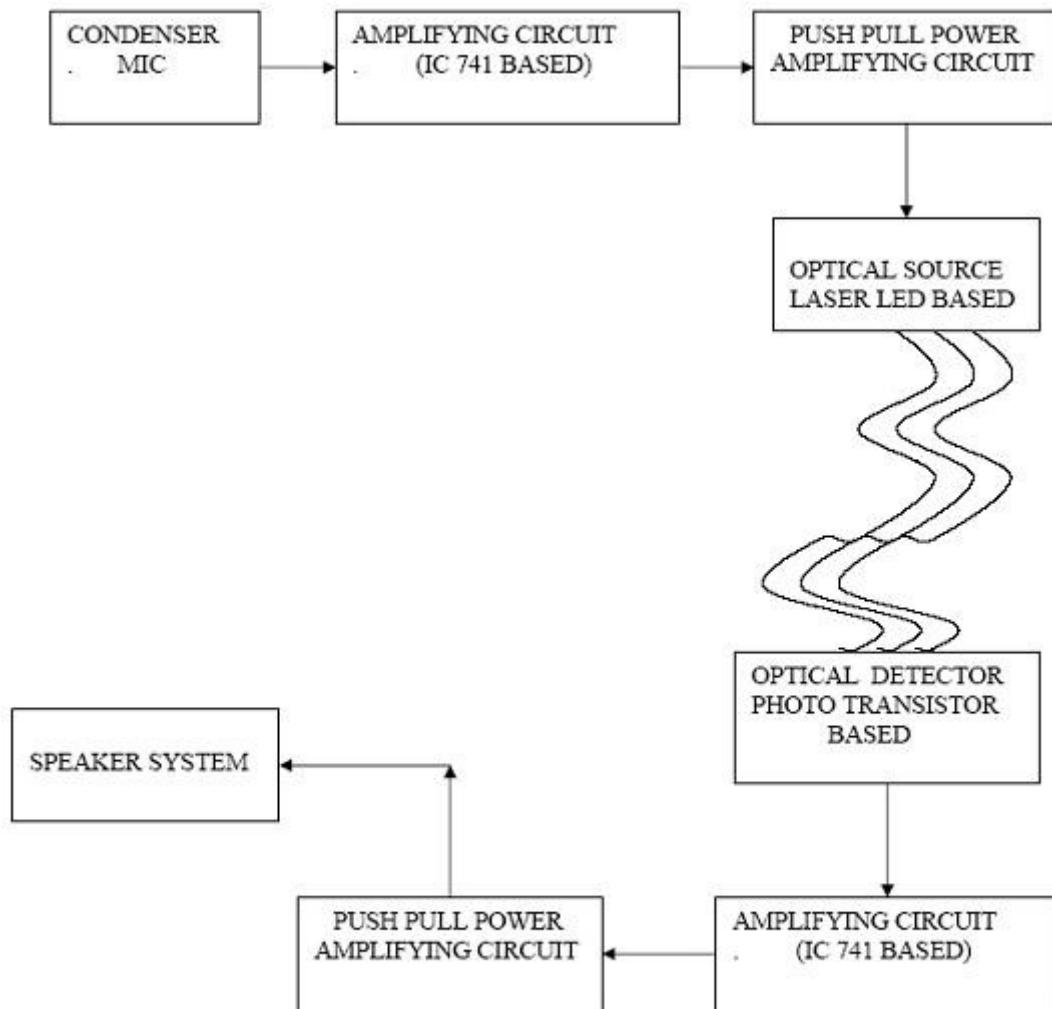 CONDENSER
. MIC
AMPLIFYING CIRCUIT
. (IC 741 BASED)
PUSH PULL POWER
AMPLIFYING CIRCUIT
OPTICAL SOURCE
LASER LED BASED
OPTICAL DETECTOR
PHOTO TRANSISTOR
BASED
SPEAKER SYSTEM
PUSH PULL POWER
AMPLIFYING CIRCUIT
AMPLIFYING CIRCUIT
. (IC 741 BASED)